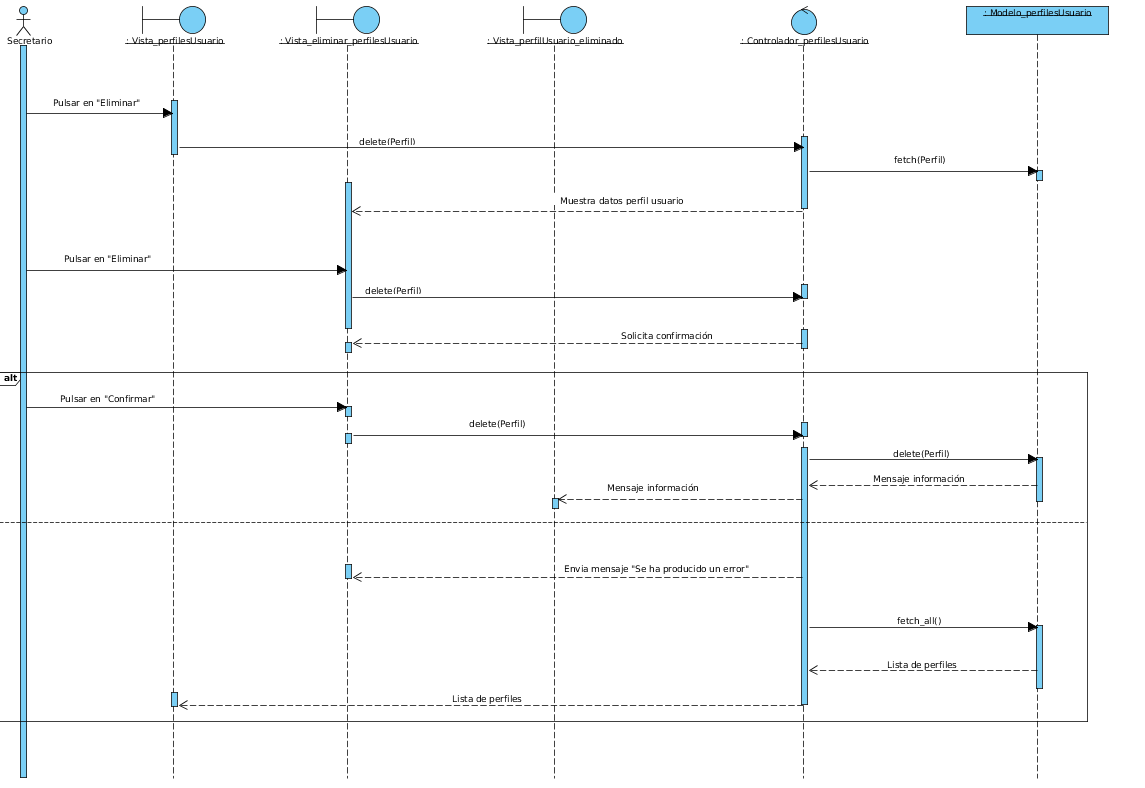 Secretario
: Vista_perfilesUsuario
: Vista_eliminar_perfilesUsuario
: Vista_perfilUsuario_eliminado
: Controlador_perfilesUsuario
: Modelo_perfilesUsuario
Pulsar en "Eliminar"
delete(Perfil)
fetch(Perfil)
Muestra datos perfil usuario
Pulsar en "Eliminar"
delete(Perfil)
Solicita confirmación
alt
Pulsar en "Confirmar"
delete(Perfil)
delete(Perfil)
Mensaje información
Mensaje información
Envia mensaje "Se ha producido un error"
fetch_all()
Lista de perfiles
Lista de perfiles